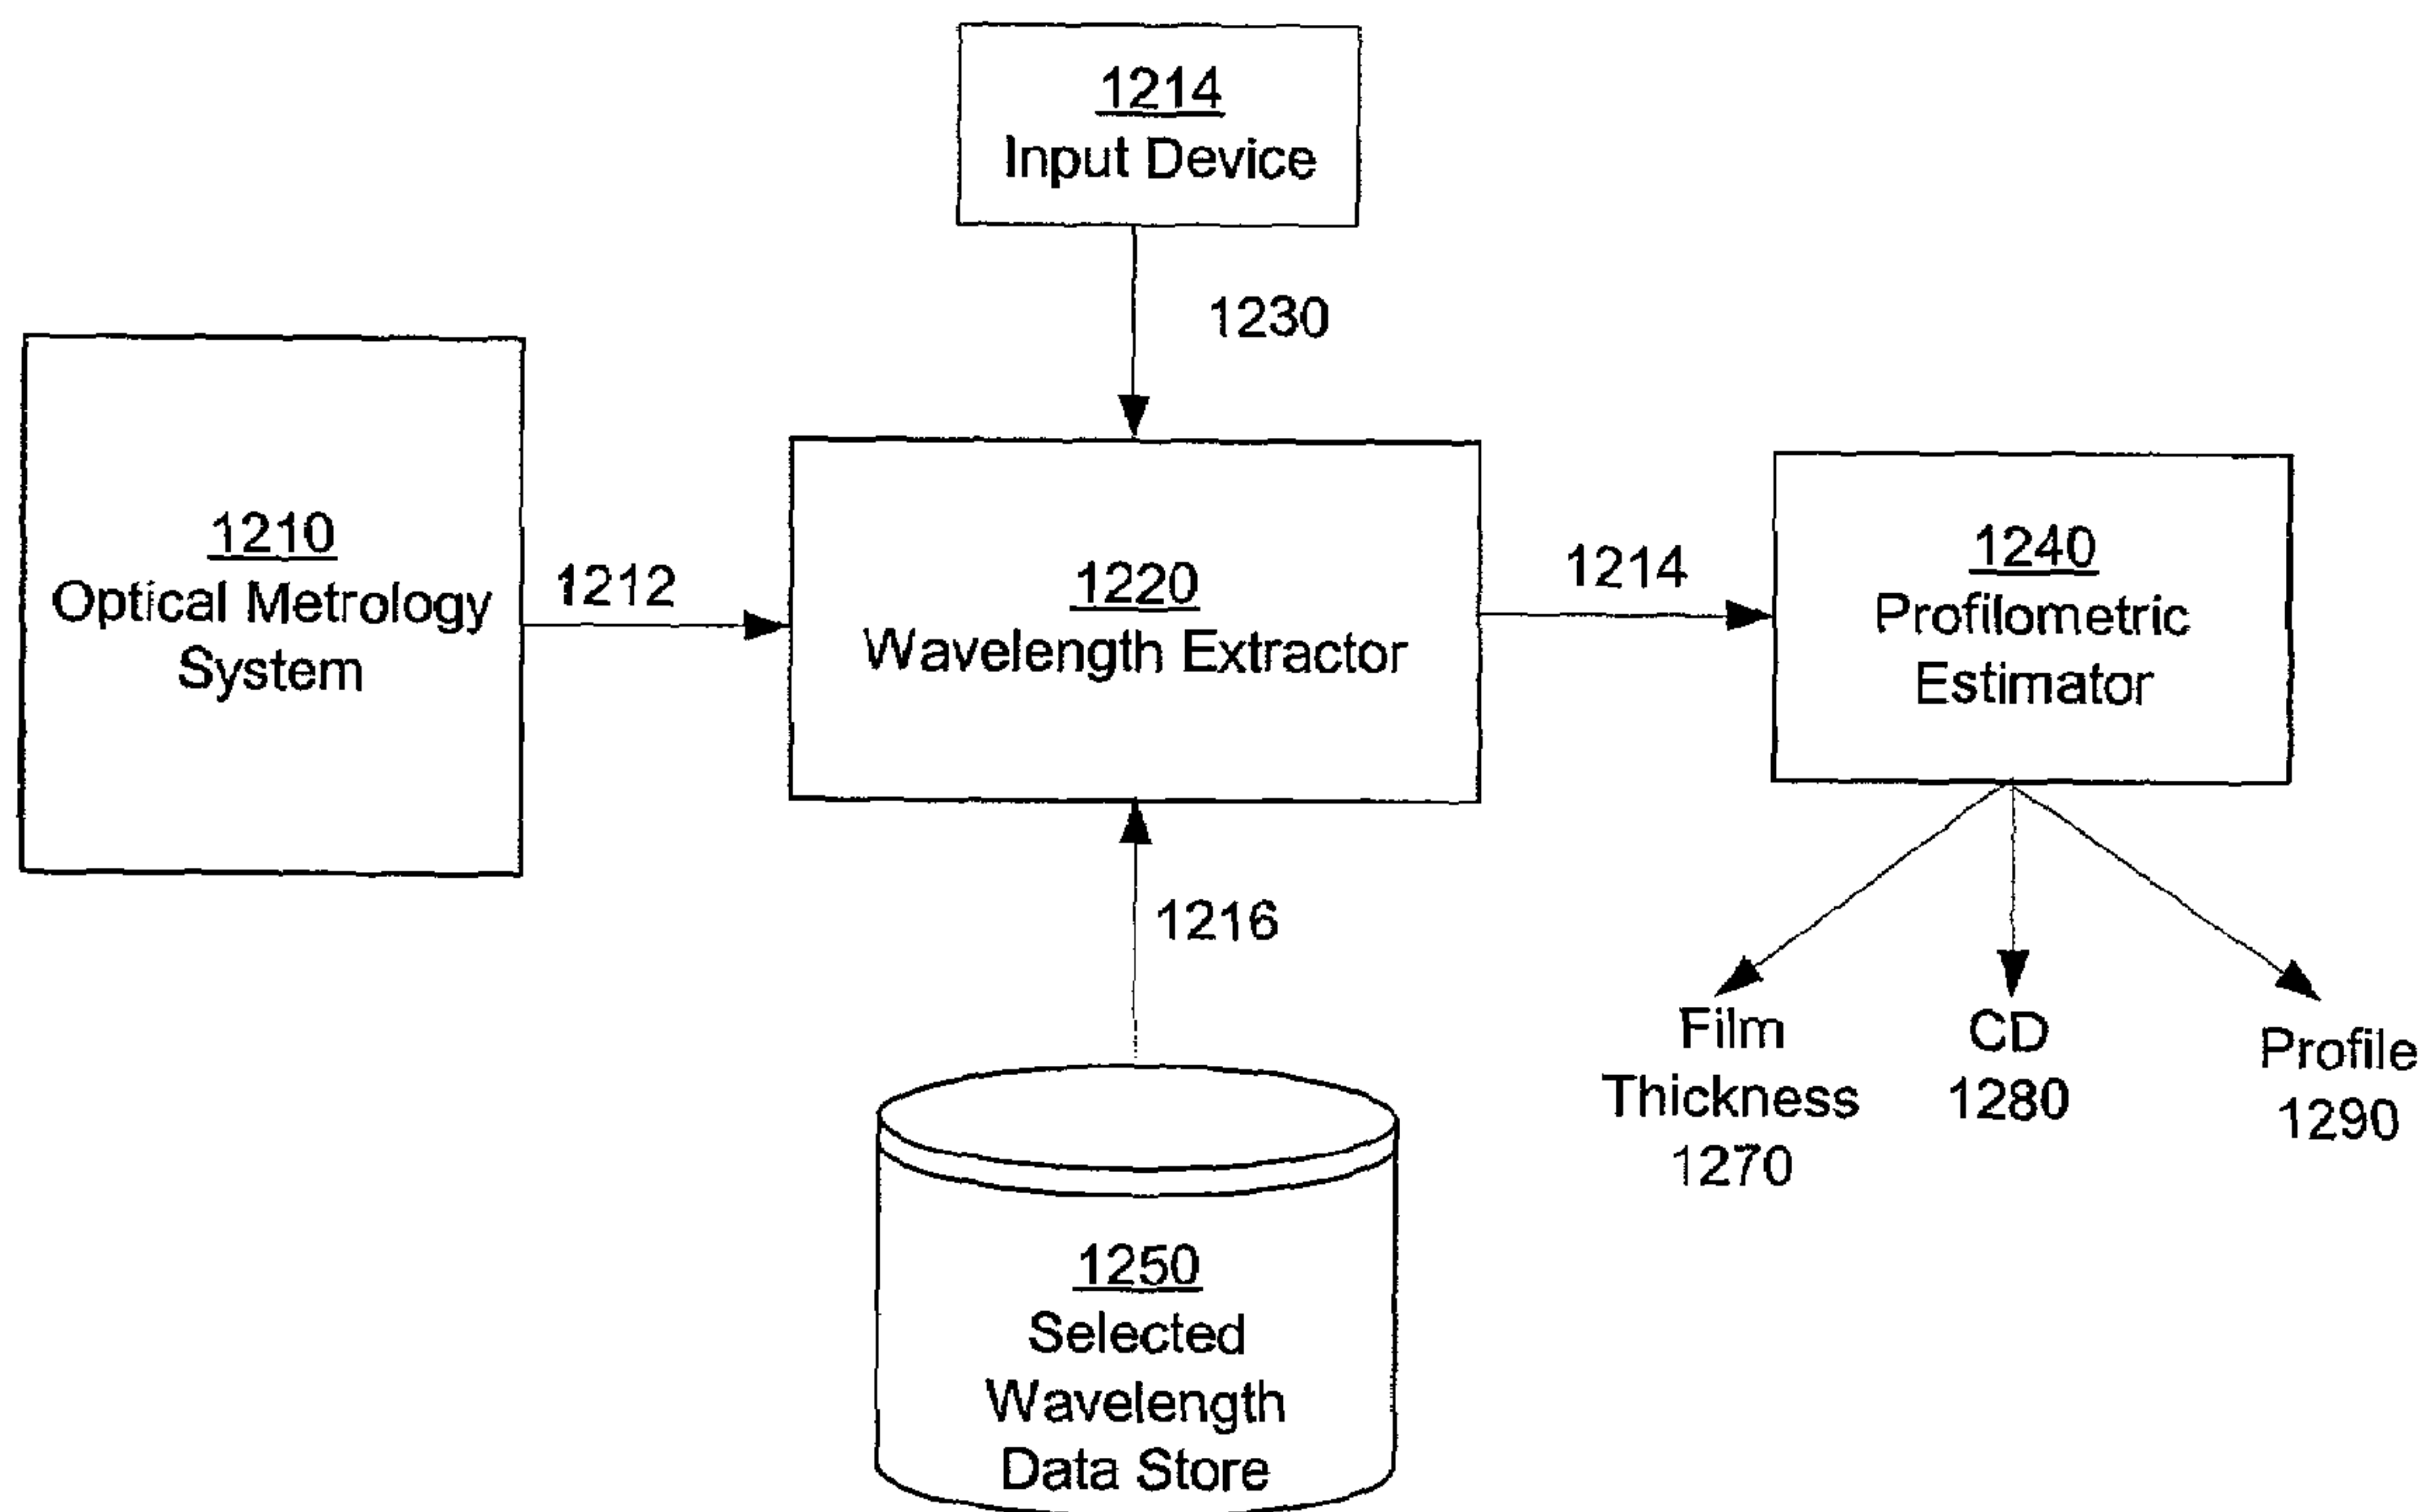 1214
Input Device
1230
1210
Optical Metrology
System
1212
1220
Wavelength Extractor
1214
1240
Profilometric
Estimator
1216
Film
Thickness
1270
CD
1280
Profile
1290
1250
Selected
Wavelength
Data Store